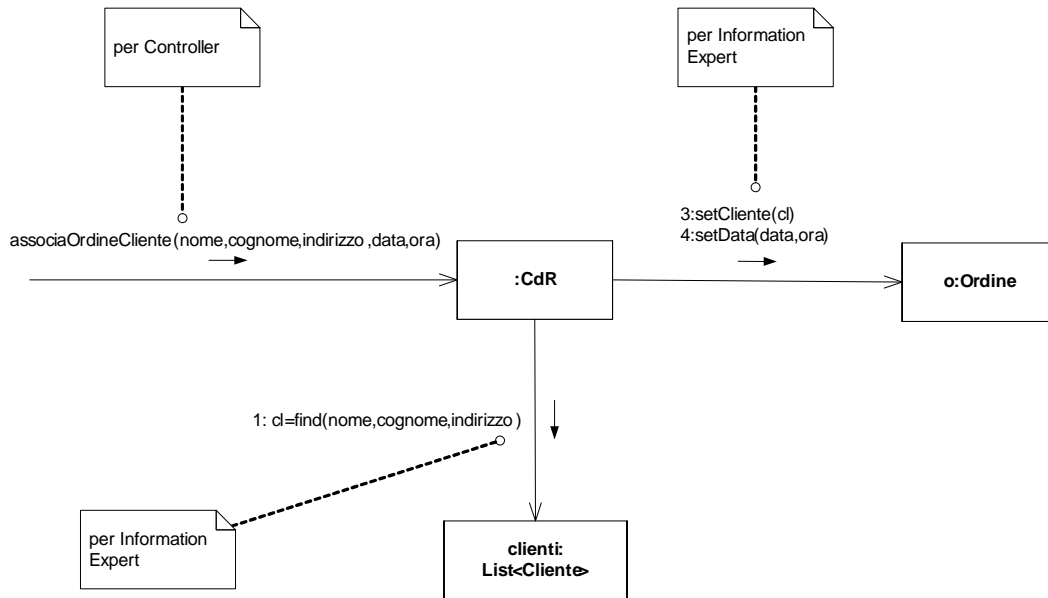 per Controller
per Information
Expert
associaOrdineCliente(nome,cognome,indirizzo,data,ora)
3:setCliente(cl)
4:setData(data,ora)
:CdR
o:Ordine
1: cl=find(nome,cognome,indirizzo)
per Information
Expert
clienti:
List<Cliente>